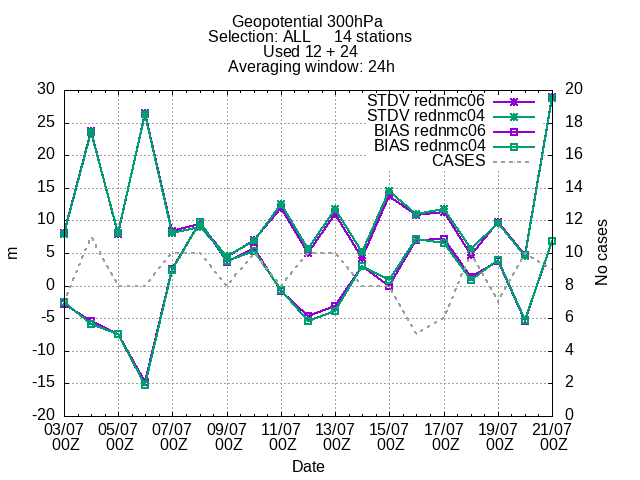 Geopotential 300hPa
Selection: ALL 14 stations
Used 12 + 24
Averaging window: 24h
30 25 20 15 10 5 0 -5 -10 -15 -20
m
STDV rednmc06
STDV rednmc04
BIAS rednmc06
BIAS rednmc04
CASES
20 18 16 14 12 10 8 6 4 2 0
No cases
03/07 05/07 07/07 09/07 11/07 13/07 15/07 17/07 19/07 21/07
00Z 00Z 00Z 00Z 00Z 00Z 00Z 00Z 00Z 00Z
Date